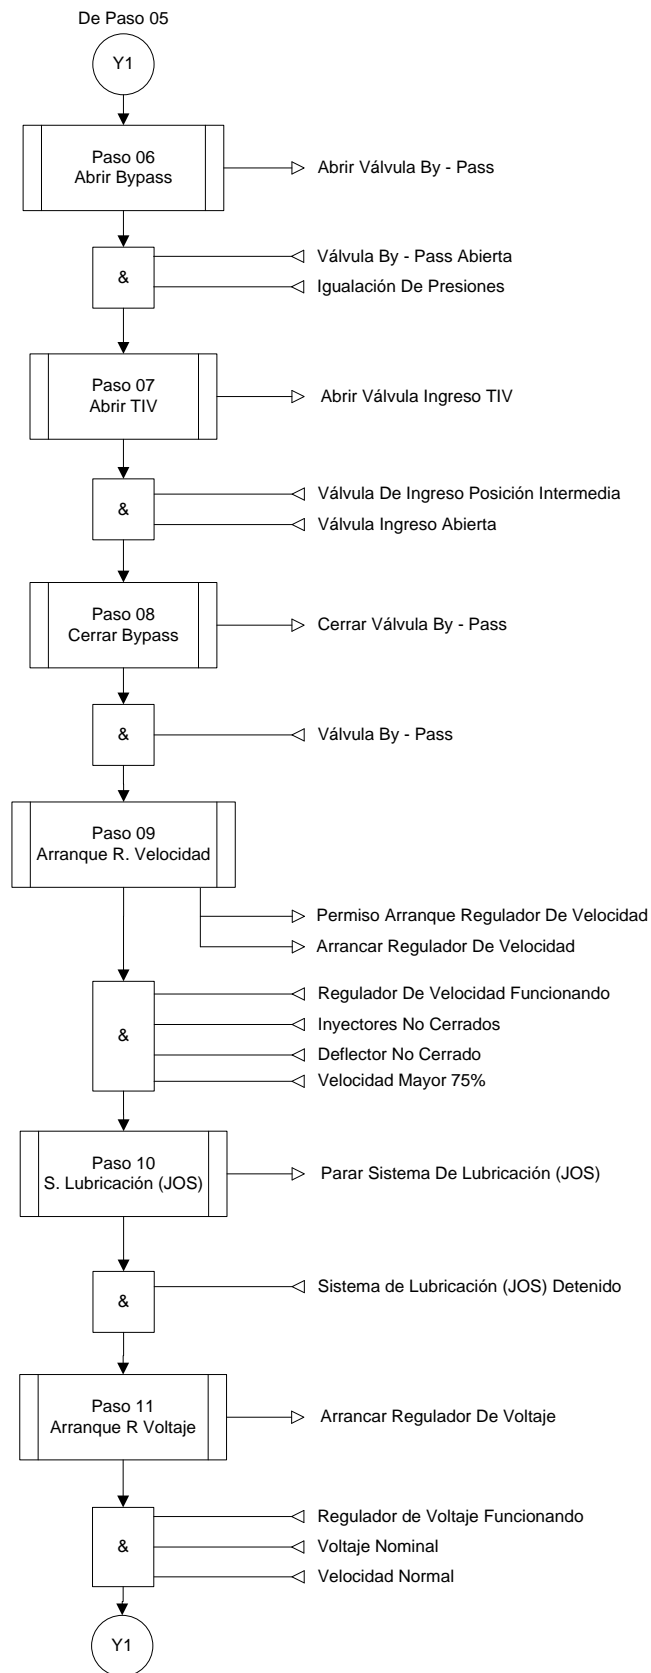 De Paso 05
Y1
Paso 06
Abrir Bypass
Abrir Válvula By - Pass
&
Válvula By - Pass Abierta
Igualación De Presiones
Paso 07
Abrir TIV
Abrir Válvula Ingreso TIV
&
Válvula De Ingreso Posición Intermedia
Válvula Ingreso Abierta
Paso 08
Cerrar Bypass
Cerrar Válvula By - Pass
&
Válvula By - Pass
Paso 09
Arranque R. Velocidad
Permiso Arranque Regulador De Velocidad
Arrancar Regulador De Velocidad
&
Regulador De Velocidad Funcionando
Inyectores No Cerrados
Deflector No Cerrado
Velocidad Mayor 75%
Paso 10
S. Lubricación (JOS)
Parar Sistema De Lubricación (JOS)
&
Sistema de Lubricación (JOS) Detenido
Paso 11
Arranque R Voltaje
Arrancar Regulador De Voltaje
&
Regulador de Voltaje Funcionando
Voltaje Nominal
Velocidad Normal
Y1